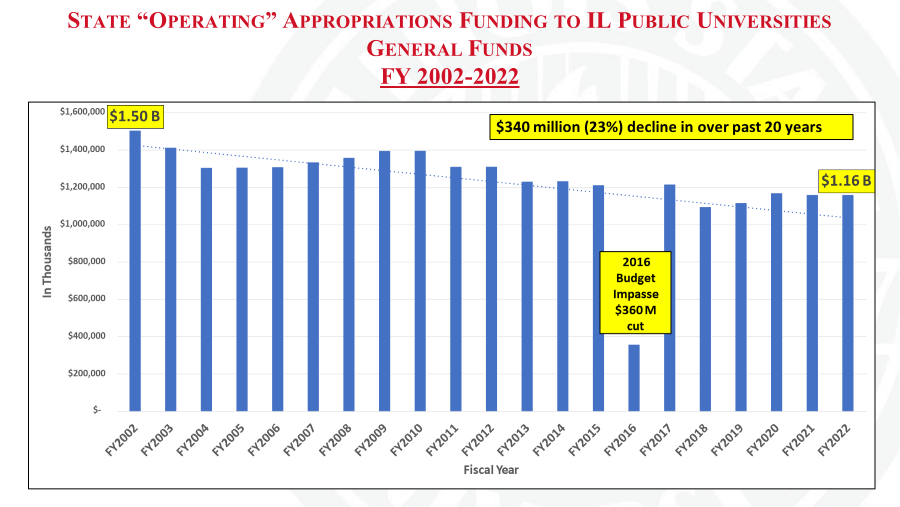 STATE “OPERATING” APPROPRIATIONS FUNDING TO IL PUBLIC UNIVERSITIES
GENERAL FUNDS
FY 2002-2022
$1,600,000
$1.50 B
$340 million (23%) decline in over past 20 years
$1,400,000
$1,200,000
$1.16 B
$1,000,000
$800,000
$600,000
$400,000
$200,000
$-
In Thousands
2016
Budget
Impasse
$360 M
cut
FY2002
FY2003
FY2004
FY2005
FY2006
FY2007
FY2008
FY2009
FY2010
FY2011
FY2012
FY2013
FY2014
FY2015
FY2016
FY2017
FY2018
FY2019
FY2020
FY2021
FY2022
Fiscal Year